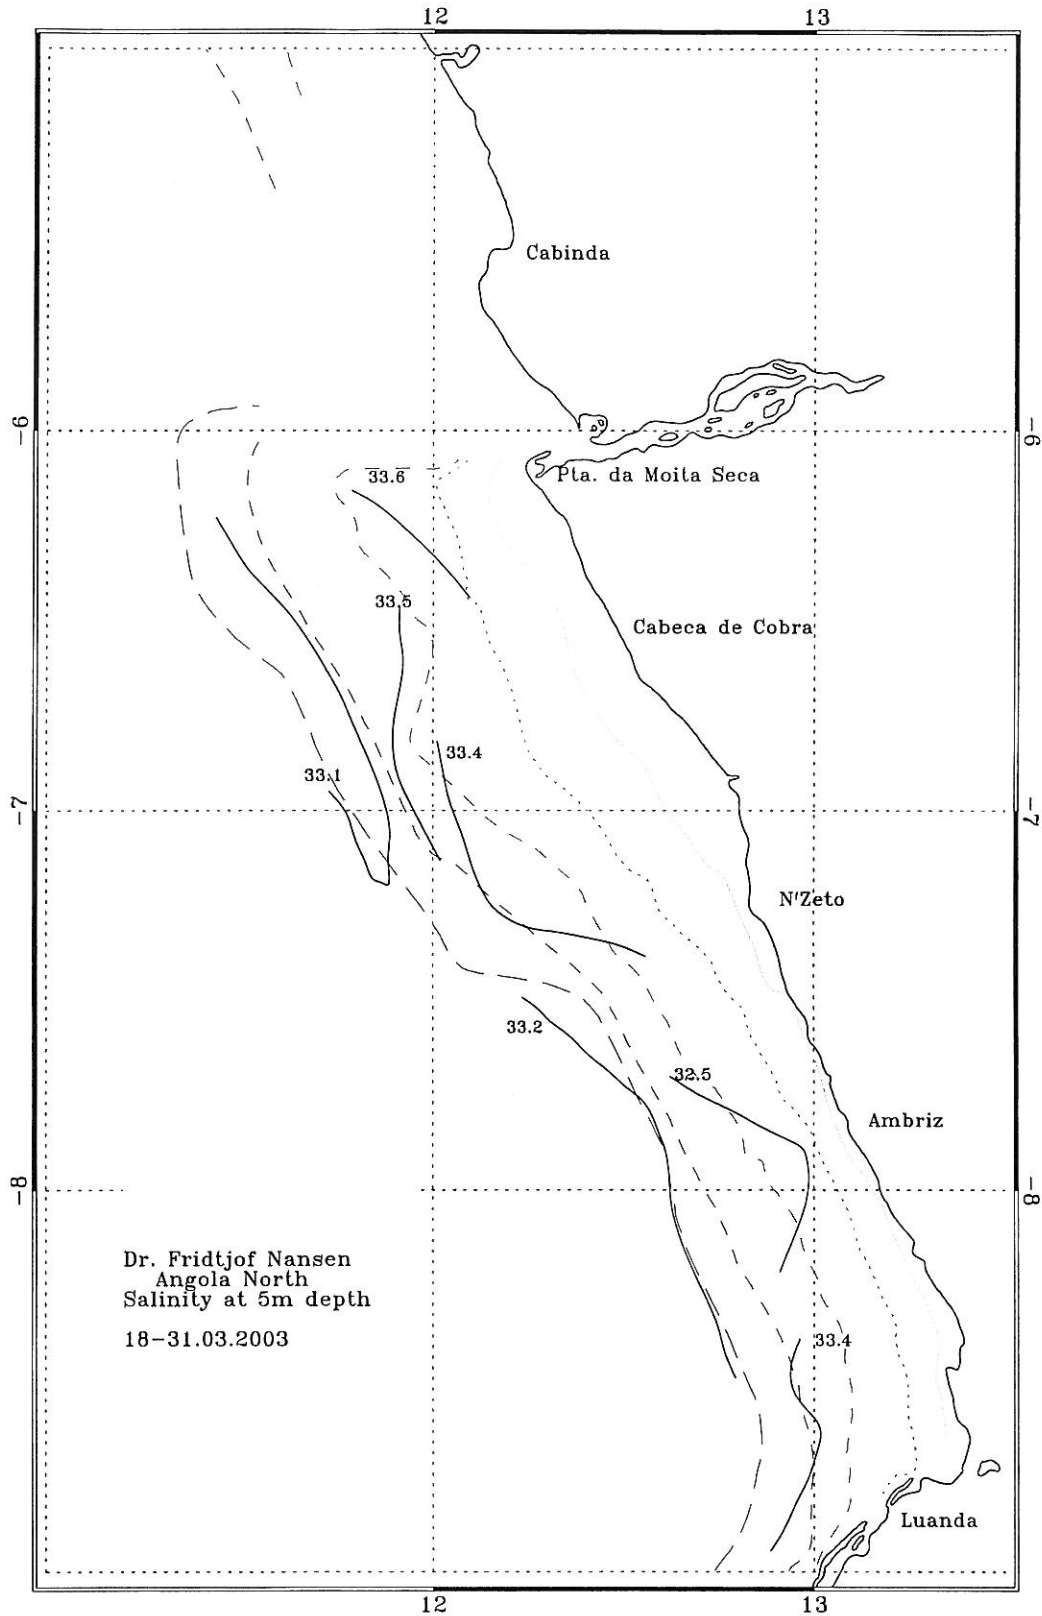 12 13
Cabinda
-6 -6
Pta. da Moita Seca
33.6
33.5
Cabeca de Cobra
33.4
33.1
-7 -7
N'Zeto
33.2
32.5
Ambriz
-8 -8
Dr. Fridtjof Nansen
Angola North
Salinity at 5m depth
18-31.03.2003
33.4
Luanda
12 13